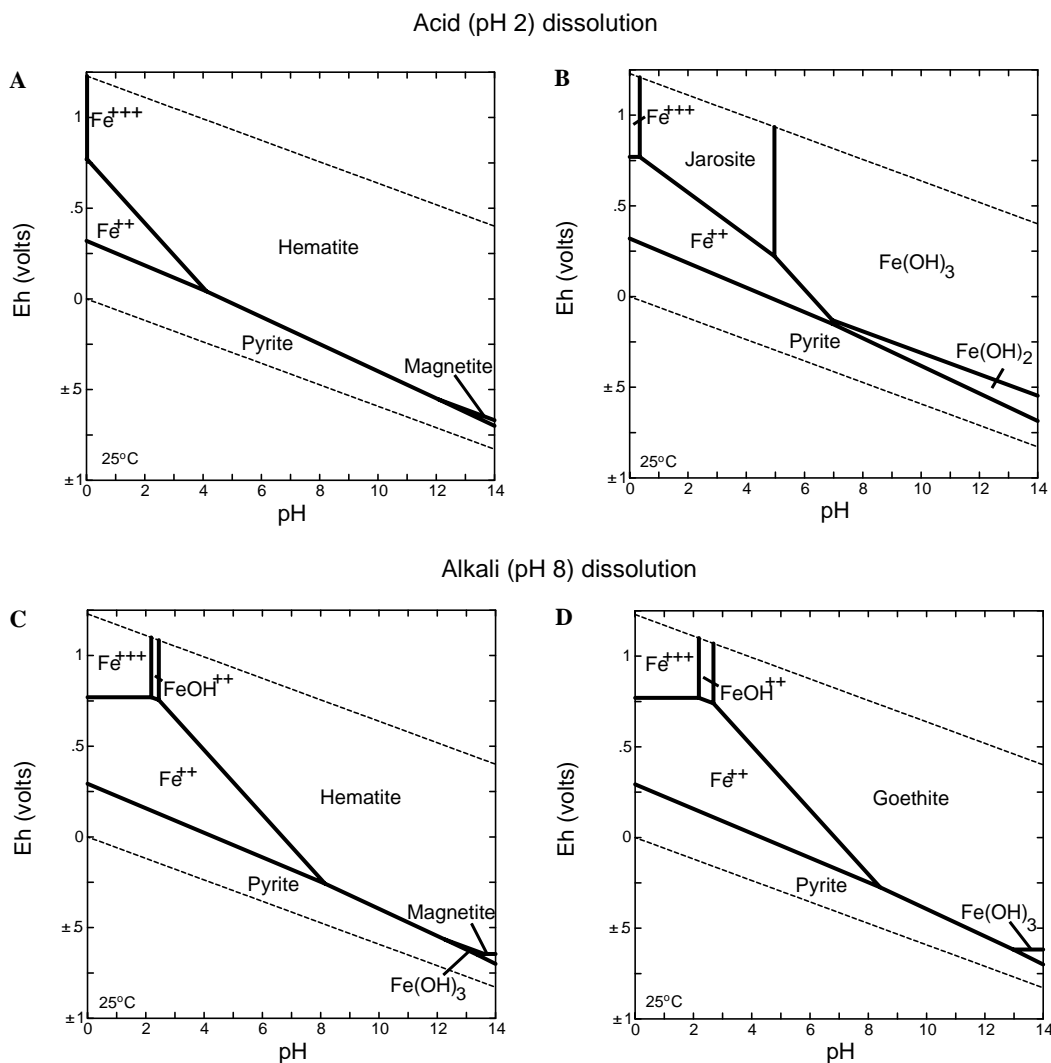 Acid (pH 2) dissolution
A
Eh (volts)
1
.5
0
±5
±1
Fe+++
Fe++
Hematite
Pyrite
Magnetite
25°C
0 2 4 6 8 10 12 14
pH
B
Eh (volts)
1
.5
0
±5
±1
Fe+++
Jarosite
Fe++
Fe(OH)3
Pyrite
Fe(OH)2
25°C
0 2 4 6 8 10 12 14
pH
Alkali (pH 8) dissolution
C
Eh (volts)
1
.5
0
±5
±1
Fe+++
FeOH++
Fe++
Hematite
Pyrite
Magnetite
Fe(OH)3
25°C
0 2 4 6 8 10 12 14
pH
D
Eh (volts)
1
.5
0
±5
±1
Fe+++
FeOH++
Fe++
Goethite
Pyrite
Fe(OH)3
25°C
0 2 4 6 8 10 12 14
pH